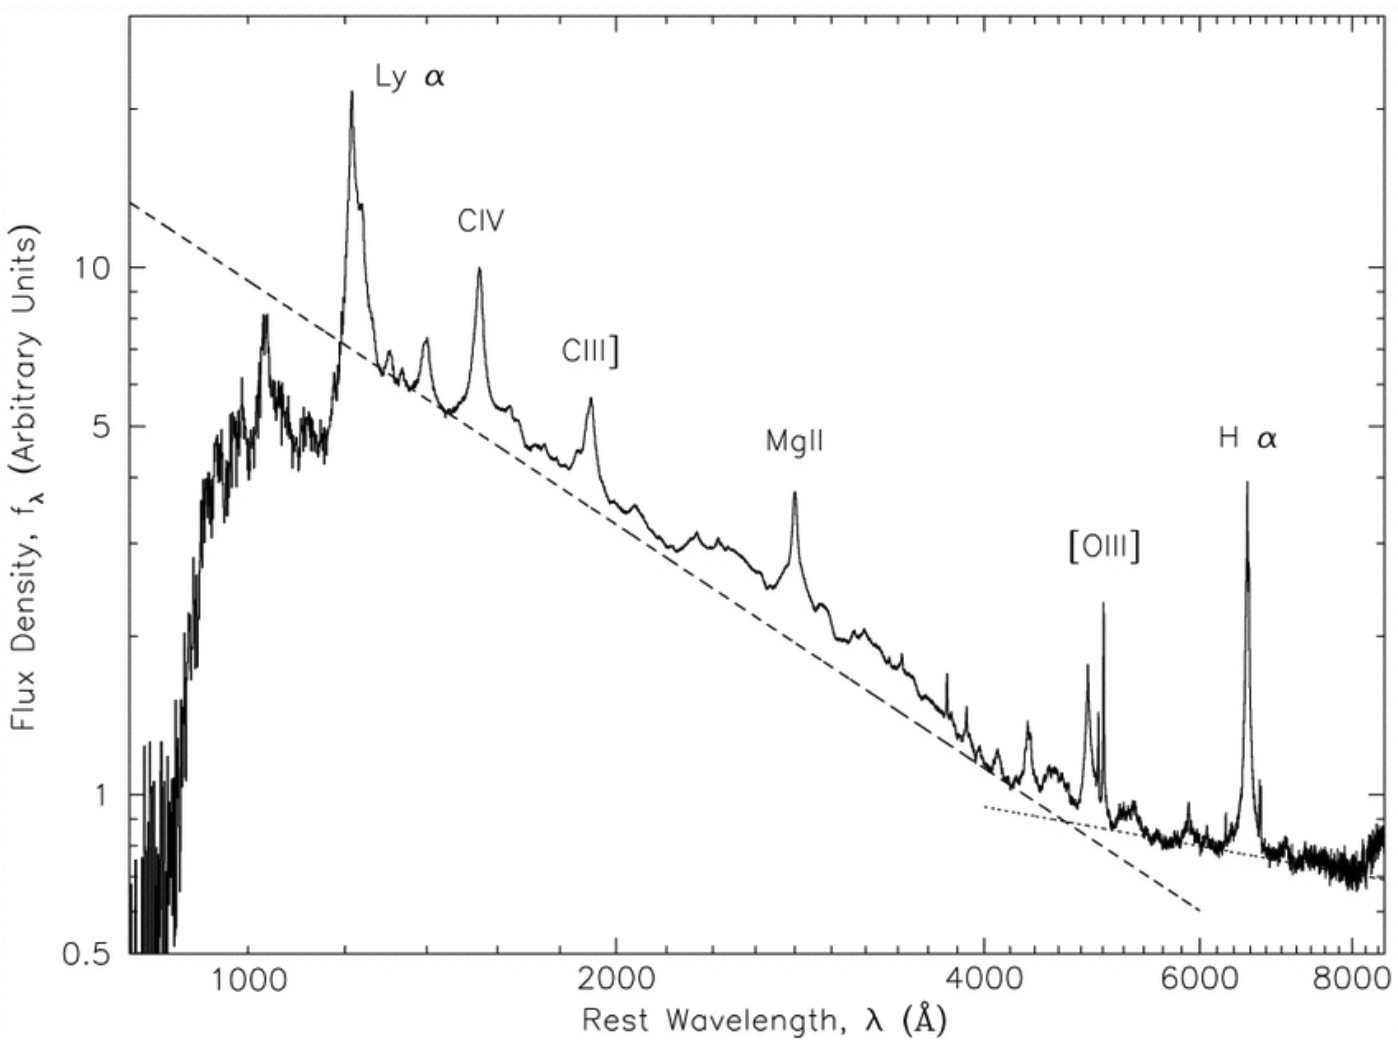 Ly α
CIV
CIII]
MgII
H α
[OIII]
10
5
1
0.5
Flux Density, f_λ (Arbitrary Units)
1000 2000 4000 6000 8000
Rest Wavelength, λ (Å)